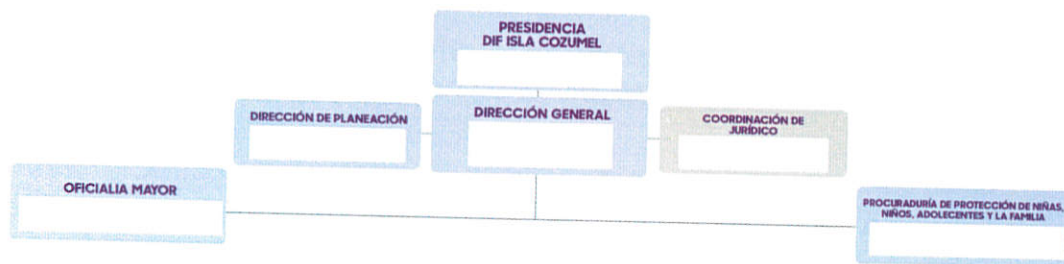 PRESIDENCIA
DIF ISLA COZUMEL
DIRECCIÓN DE PLANEACIÓN
DIRECCIÓN GENERAL
COORDINACIÓN DE
JURÍDICO
OFICIALIA MAYOR
PROCURADURÍA DE PROTECCIÓN DE NIÑAS,
NIÑOS, ADOLECENTES Y LA FAMILIA